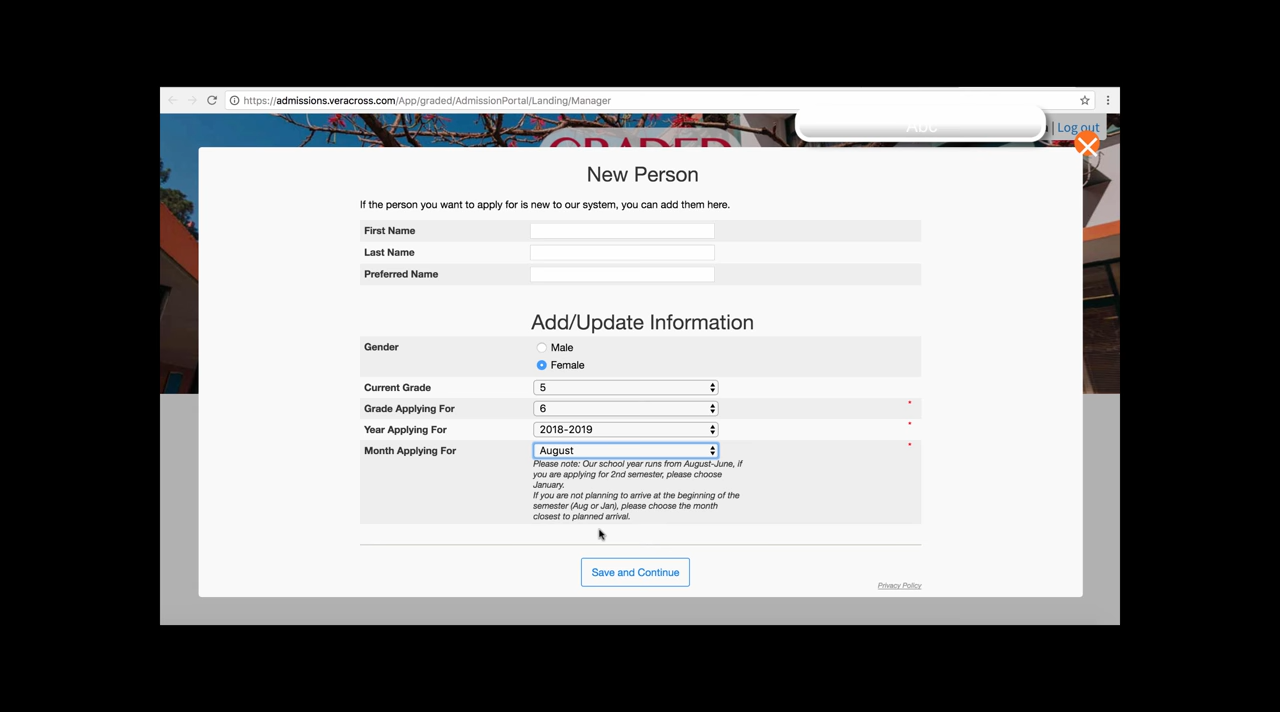 https://admissions.veracross.com/App/graded/AdmissionPortal/Landing/Manager
Abc
| Log out
GRADED
New Person
If the person you want to apply for is new to our system, you can add them here.
First Name
Last Name
Preferred Name
Add/Update Information
Gender
Male
Female
Current Grade
5
Grade Applying For
6
*
Year Applying For
2018-2019
*
Month Applying For
August
*
Please note: Our school year runs from August-June, if
you are applying for 2nd semester, please choose
January.
If you are not planning to arrive at the beginning of the
semester (Aug or Jan), please choose the month
closest to planned arrival.
Save and Continue
Privacy Policy